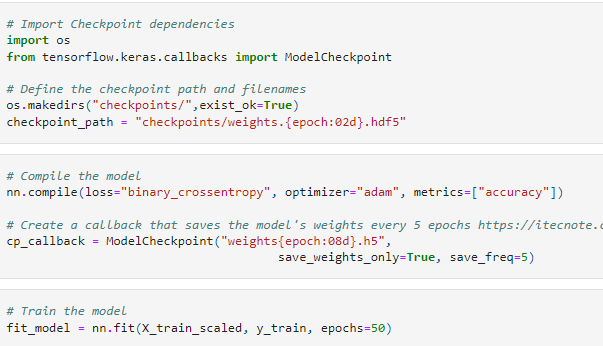 # Import Checkpoint dependencies
import os
from tensorflow.keras.callbacks import ModelCheckpoint
# Define the checkpoint path and filenames
os.makedirs("checkpoints/",exist_ok=True)
checkpoint_path = "checkpoints/weights.{epoch:02d}.hdf5"
# Compile the model
nn.compile(loss="binary_crossentropy", optimizer="adam", metrics=["accuracy"])
# Create a callback that saves the model's weights every 5 epochs https://itecnote.
cp_callback = ModelCheckpoint("weights{epoch:08d}.h5",
save_weights_only=True, save_freq=5)
# Train the model
fit_model = nn.fit(X_train_scaled, y_train, epochs=50)